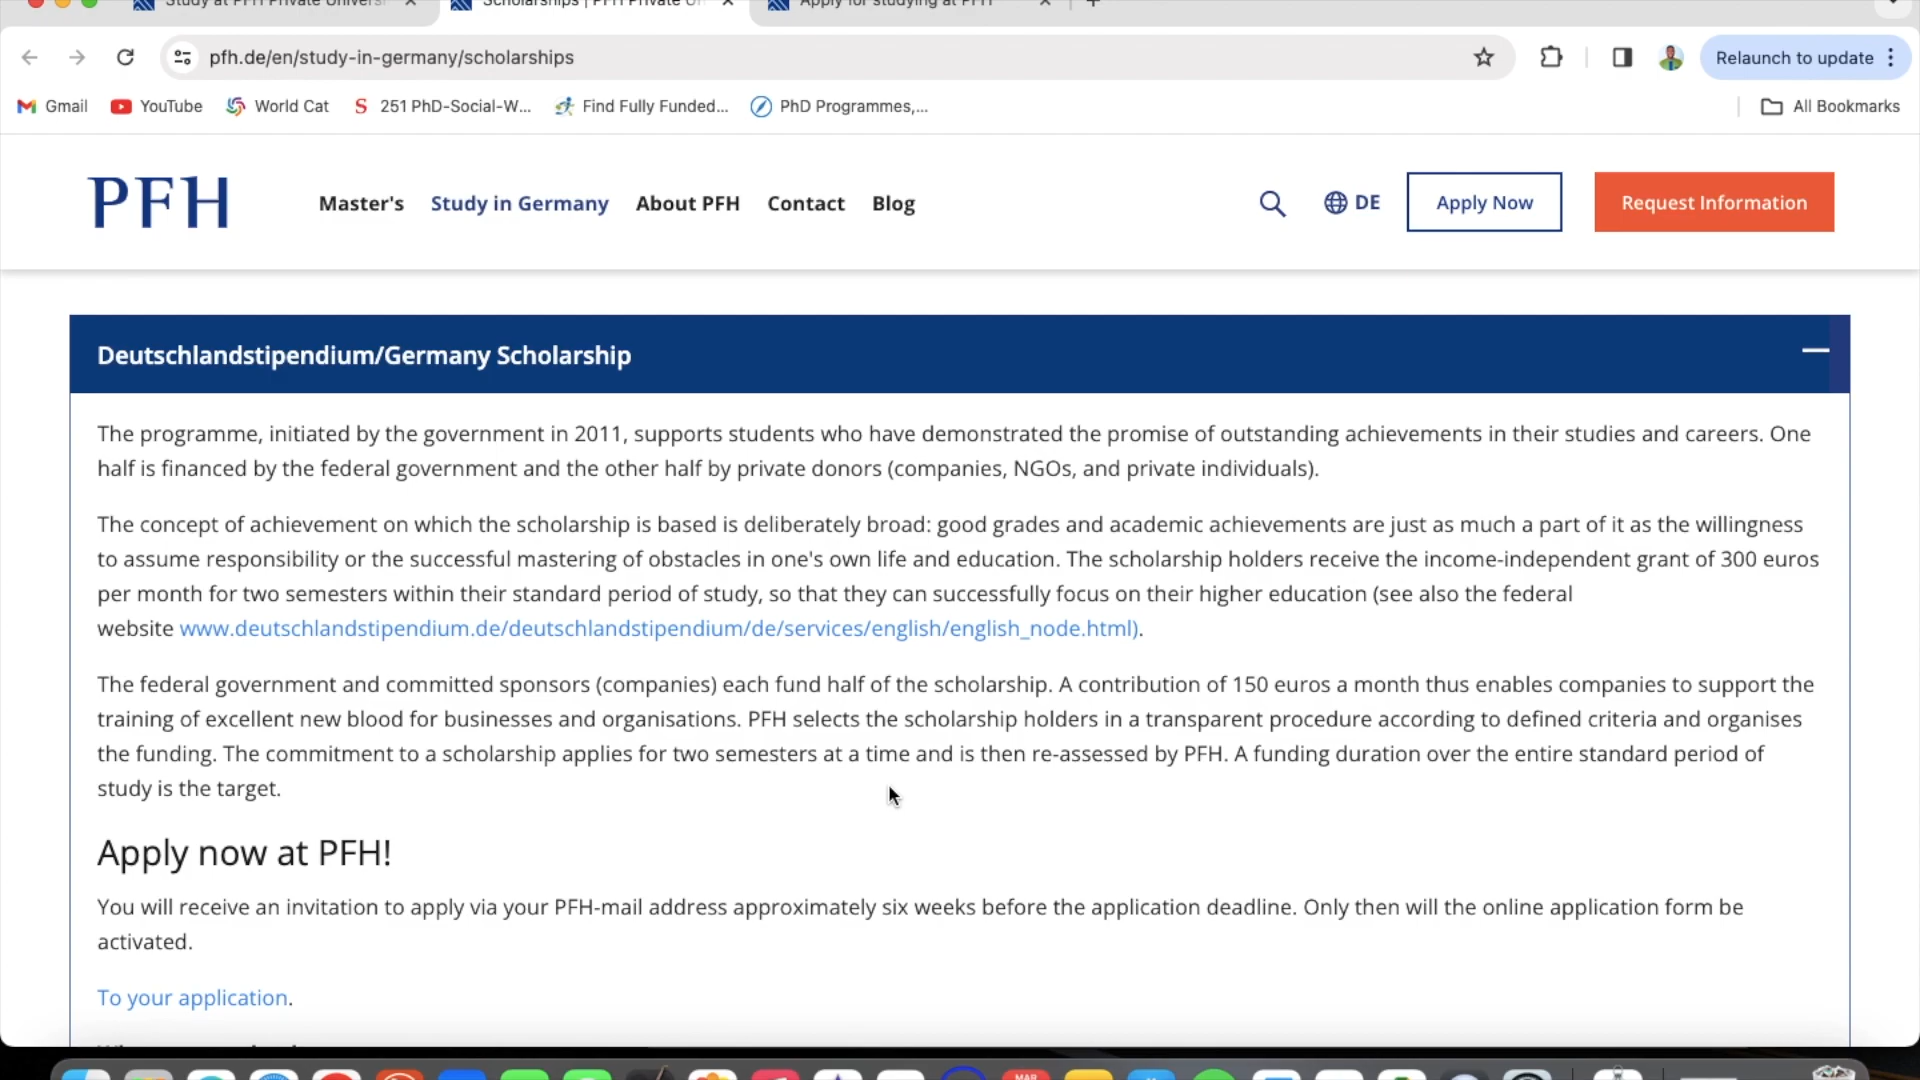 Study at PFH Private Universi
Scholarships | PFH Private Un
Apply for studying at PFH
pfh.de/en/study-in-germany/scholarships
Relaunch to update
Gmail
YouTube
World Cat
251 PhD-Social-W...
Find Fully Funded...
PhD Programmes,...
All Bookmarks
PFH
Master's
Study in Germany
About PFH
Contact
Blog
DE
Apply Now
Request Information
Deutschlandstipendium/Germany Scholarship
The programme, initiated by the government in 2011, supports students who have demonstrated the promise of outstanding achievements in their studies and careers. One
half is financed by the federal government and the other half by private donors (companies, NGOs, and private individuals).
The concept of achievement on which the scholarship is based is deliberately broad: good grades and academic achievements are just as much a part of it as the willingness
to assume responsibility or the successful mastering of obstacles in one's own life and education. The scholarship holders receive the income-independent grant of 300 euros
per month for two semesters within their standard period of study, so that they can successfully focus on their higher education (see also the federal
website www.deutschlandstipendium.de/deutschlandstipendium/de/services/english/english_node.html).
The federal government and committed sponsors (companies) each fund half of the scholarship. A contribution of 150 euros a month thus enables companies to support the
training of excellent new blood for businesses and organisations. PFH selects the scholarship holders in a transparent procedure according to defined criteria and organises
the funding. The commitment to a scholarship applies for two semesters at a time and is then re-assessed by PFH. A funding duration over the entire standard period of
study is the target.
Apply now at PFH!
You will receive an invitation to apply via your PFH-mail address approximately six weeks before the application deadline. Only then will the online application form be
activated.
To your application.
MAR